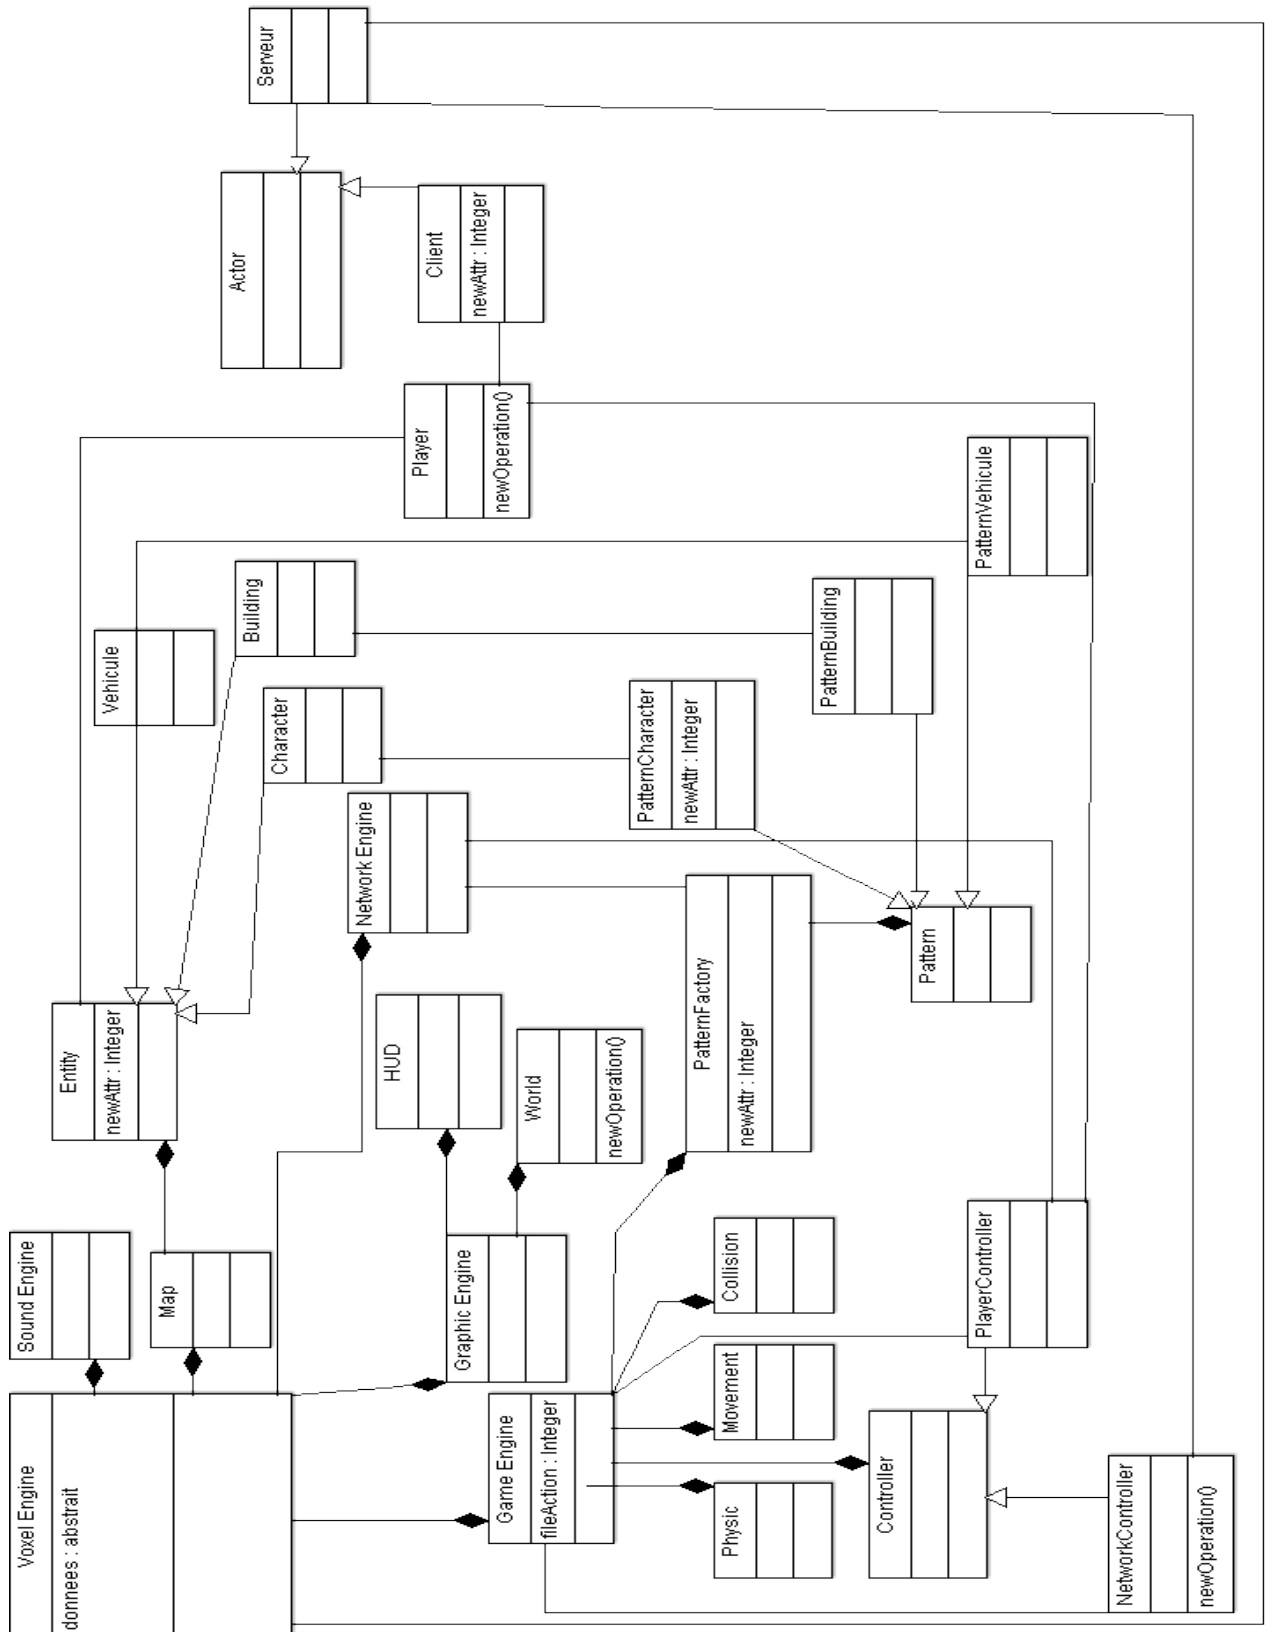 Voxel Engine
donnees : abstrait
Sound Engine
Entity
newAttr : Integer
Vehicule
Map
Actor
Building
Serveur
Character
Network Engine
HUD
Player
newOperation()
Client
newAttr : Integer
Graphic Engine
Game Engine
fileAction : Integer
World
newOperation()
PatternCharacter
newAttr : Integer
PatternFactory
newAttr : Integer
Physic
Movement
Collision
PatternBuilding
Controller
Pattern
PlayerController
PatternVehicule
NetworkController
newOperation()